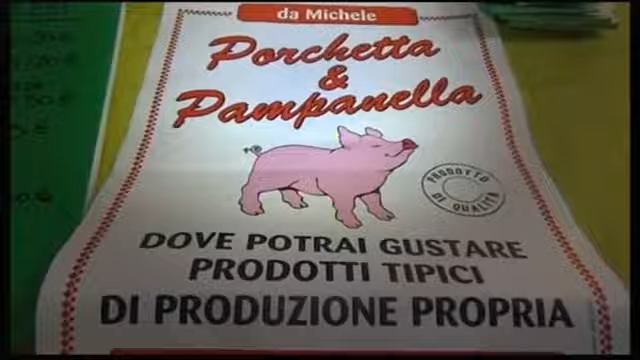 da Michele
Porchetta
&
Pampanella
PRODOTTO
DI QUALITÀ
DOVE POTRAI GUSTARE
PRODOTTI TIPICI
DI PRODUZIONE PROPRIA